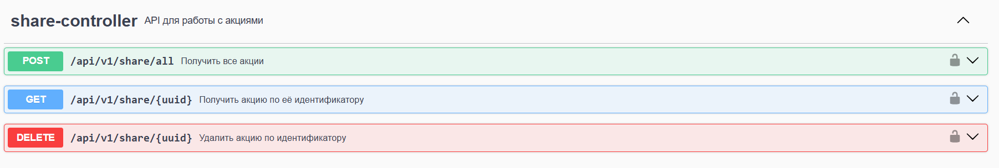 share-controller API для работы с акциями
POST /api/v1/share/all Получить все акции
GET /api/v1/share/{uuid} Получить акцию по её идентификатору
DELETE /api/v1/share/{uuid} Удалить акцию по идентификатору